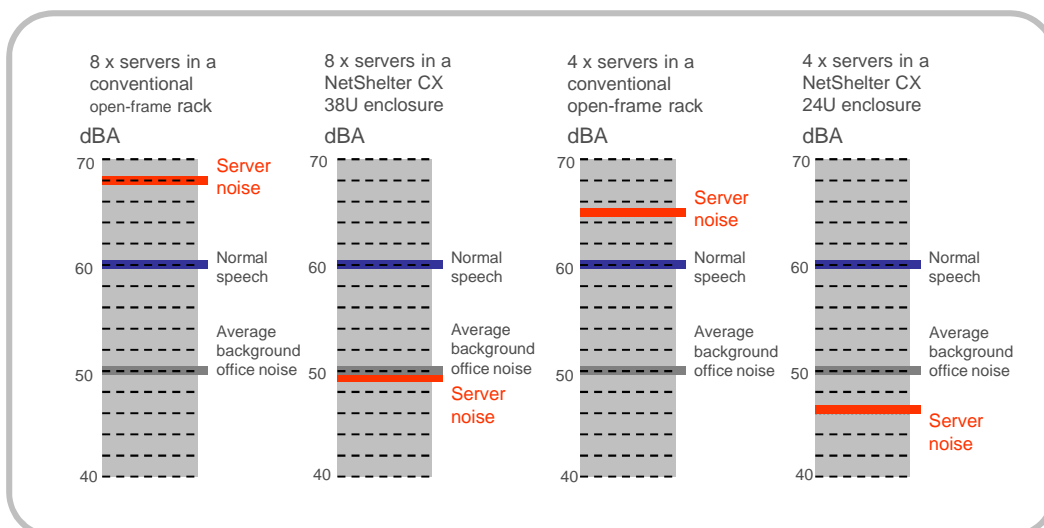 8 x servers in a
conventional
open-frame rack
dBA
70
Server
noise
60
Normal
speech
50
Average
background
office noise
40
8 x servers in a
NetShelter CX
38U enclosure
70
60
Normal
speech
50
Average
background
office noise
Server
noise
40
4 x servers in a
conventional
open-frame rack
dBA
70
Server
noise
60
Normal
speech
50
Average
background
office noise
40
4 x servers in a
NetShelter CX
24U enclosure
dBA
70
60
Normal
speech
50
Average
background
office noise
Server
noise
40